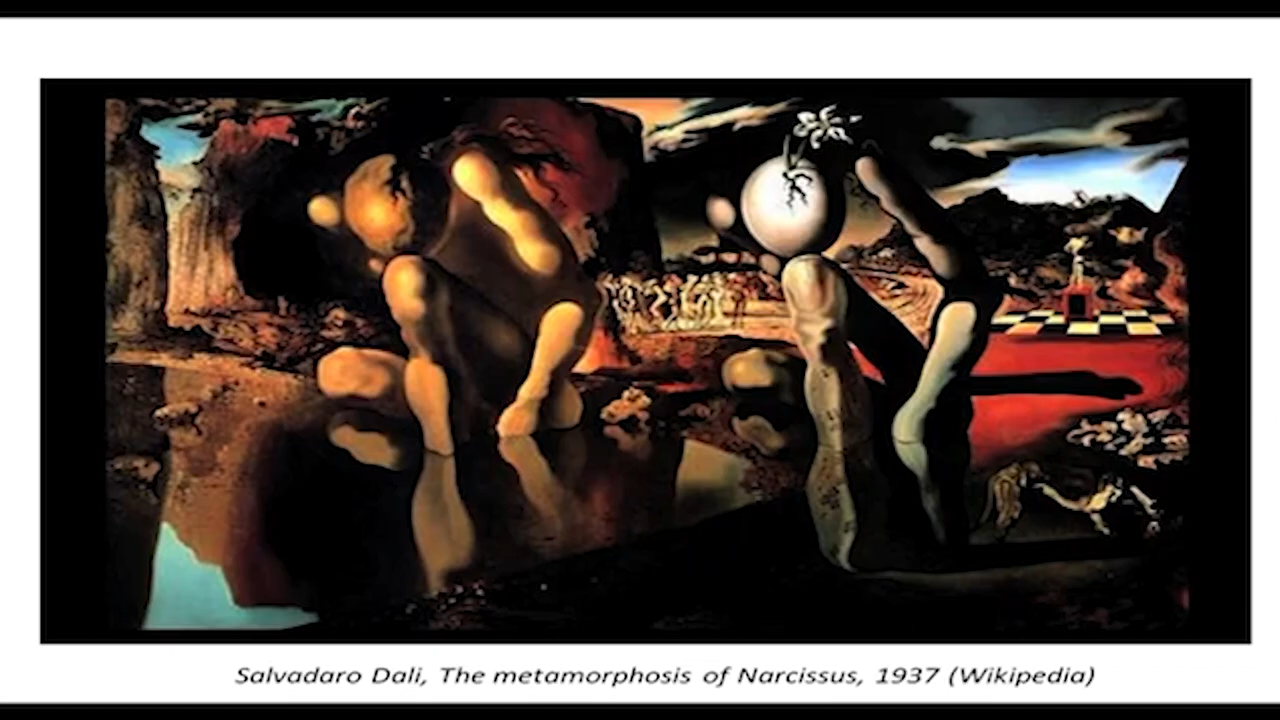 Salvadaro Dali, The metamorphosis of Narcissus, 1937 (Wikipedia)